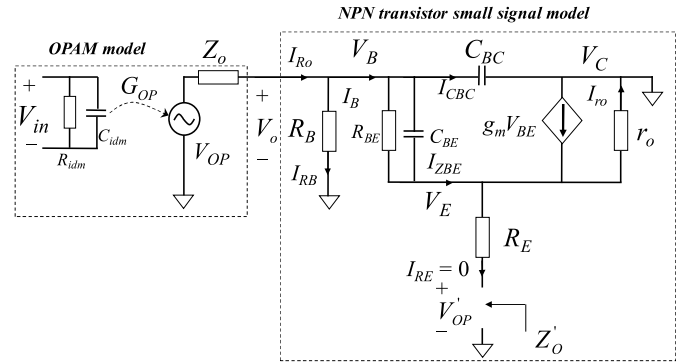 NPN transistor small signal model
OPAM model
Z_o
I_Ro
V_B
C_BC
V_C
+
G_OP
V_in
C_idm
−
R_idm
V_OP
+
V_o
−
R_B
I_RB
I_B
R_BE
C_BE
I_CBC
I_ZBE
V_E
g_mV_BE
I_ro
r_o
R_E
I_RE = 0
+
V'_OP
−
Z'_O